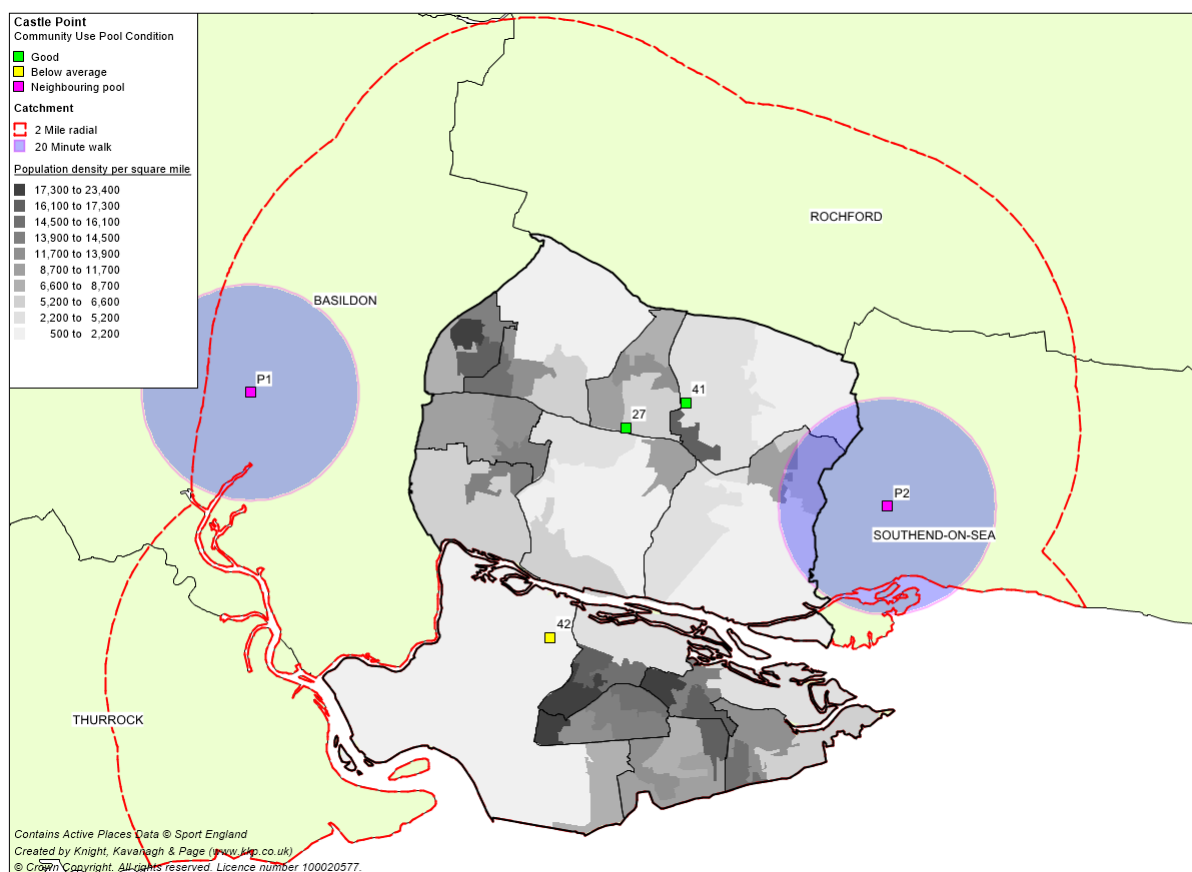 Castle Point
Community Use Pool Condition
Good
Below average
Neighbouring pool
Catchment
2 Mile radial
20 Minute walk
Population density per square mile
17,300 to 23,400
16,100 to 17,300
14,500 to 16,100
13,900 to 14,500
11,700 to 13,900
8,700 to 11,700
6,600 to 8,700
5,200 to 6,600
2,200 to 5,200
500 to 2,200
ROCHFORD
BASILDON
P1
41
27
P2
SOUTHEND-ON-SEA
42
THURROCK
Contains Active Places Data © Sport England
Created by Knight, Kavanagh & Page (www.kkp.co.uk)
© Crown Copyright. All rights reserved. Licence number 100020577.